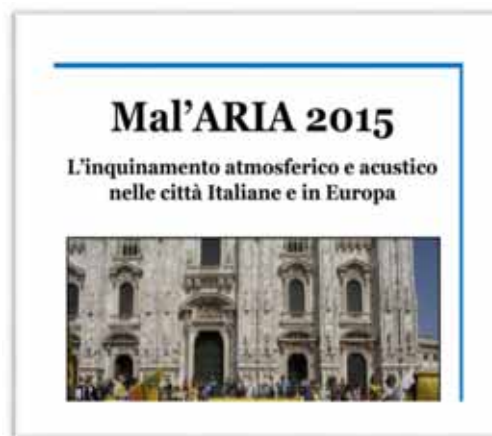 Mal'ARIA 2015
L'inquinamento atmosferico e acustico
nelle città Italiane e in Europa